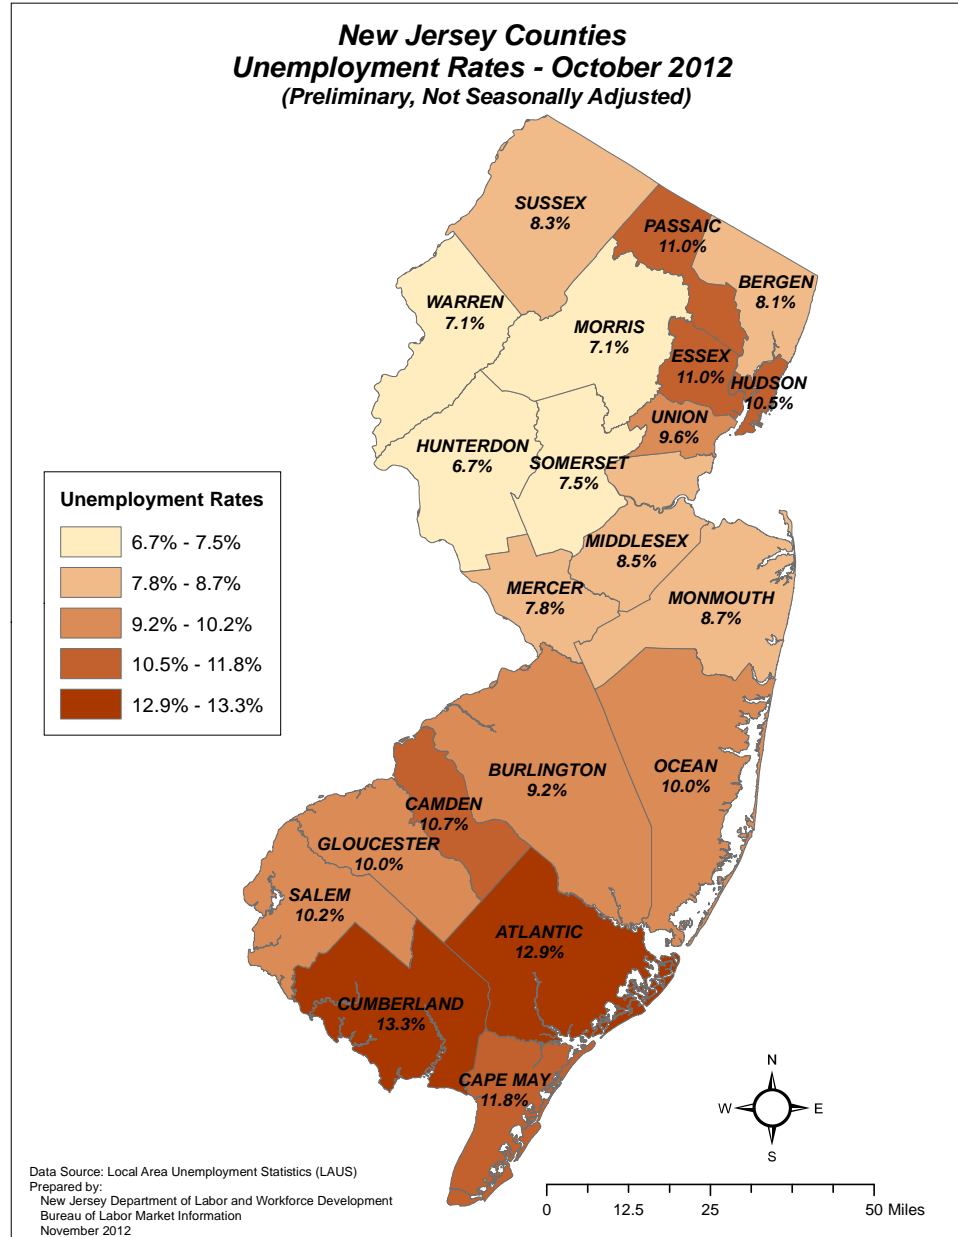 New Jersey Counties
Unemployment Rates - October 2012
(Preliminary, Not Seasonally Adjusted)
SUSSEX
8.3%
PASSAIC
11.0%
BERGEN
8.1%
WARREN
7.1%
MORRIS
7.1%
ESSEX
11.0%
HUDSON
10.5%
UNION
9.6%
HUNTERDON
6.7%
SOMERSET
7.5%
Unemployment Rates
6.7% - 7.5%
7.8% - 8.7%
9.2% - 10.2%
10.5% - 11.8%
12.9% - 13.3%
MIDDLESEX
8.5%
MERCER
7.8%
MONMOUTH
8.7%
BURLINGTON
9.2%
OCEAN
10.0%
CAMDEN
10.7%
GLOUCESTER
10.0%
SALEM
10.2%
ATLANTIC
12.9%
CUMBERLAND
13.3%
CAPE MAY
11.8%
N
W E
S
Data Source: Local Area Unemployment Statistics (LAUS)
Prepared by:
New Jersey Department of Labor and Workforce Development
Bureau of Labor Market Information
November 2012
0 12.5 25 50 Miles